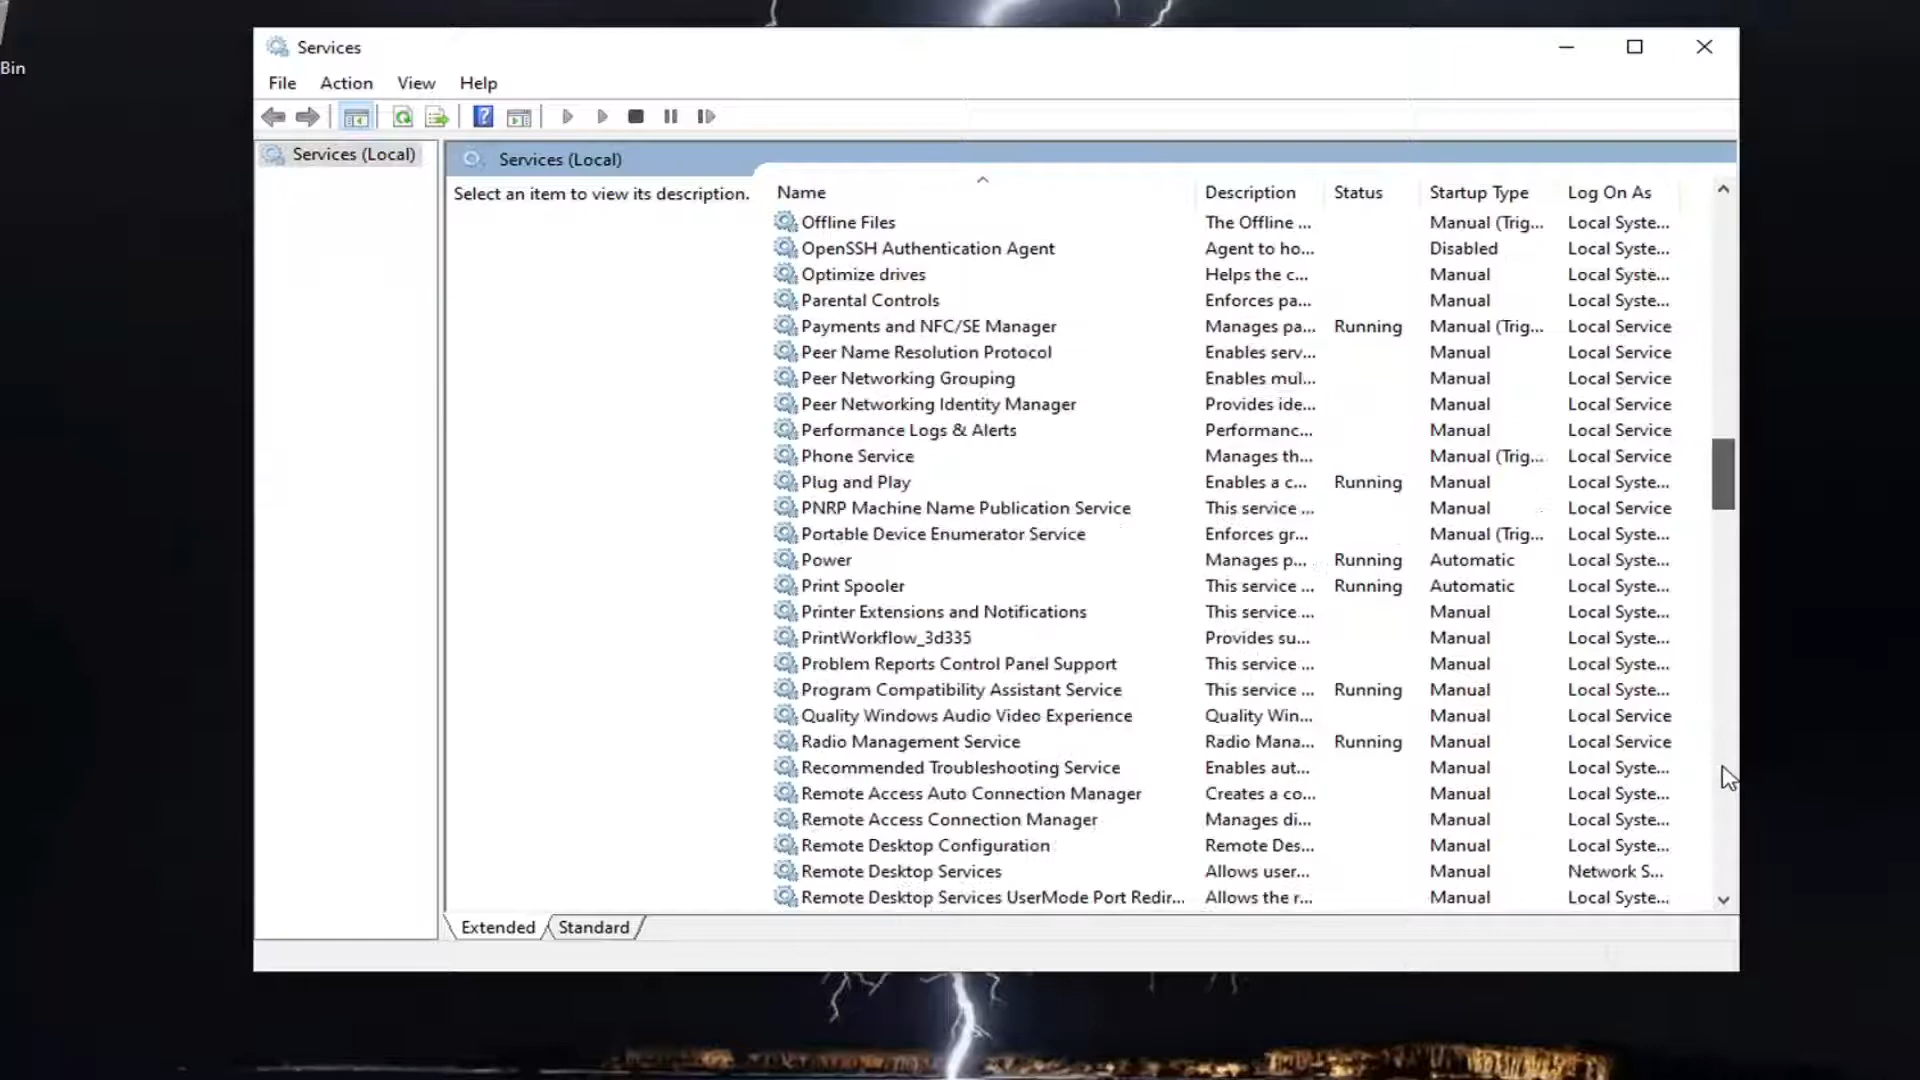 Bin
Services
File Action View Help
Services (Local)
Services (Local)
Select an item to view its description.
Name Description Status Startup Type Log On As
Offline Files The Offline ... Manual (Trig... Local Syste...
OpenSSH Authentication Agent Agent to ho... Disabled Local Syste...
Optimize drives Helps the c... Manual Local Syste...
Parental Controls Enforces pa... Manual Local Syste...
Payments and NFC/SE Manager Manages pa... Running Manual (Trig... Local Service
Peer Name Resolution Protocol Enables serv... Manual Local Service
Peer Networking Grouping Enables mul... Manual Local Service
Peer Networking Identity Manager Provides ide... Manual Local Service
Performance Logs & Alerts Performanc... Manual Local Service
Phone Service Manages th... Manual (Trig... Local Service
Plug and Play Enables a c... Running Manual Local Syste...
PNRP Machine Name Publication Service This service ... Manual Local Service
Portable Device Enumerator Service Enforces gr... Manual (Trig... Local Syste...
Power Manages p... Running Automatic Local Syste...
Print Spooler This service ... Running Automatic Local Syste...
Printer Extensions and Notifications This service ... Manual Local Syste...
PrintWorkflow_3d335 Provides su... Manual Local Syste...
Problem Reports Control Panel Support This service ... Manual Local Syste...
Program Compatibility Assistant Service This service ... Running Manual Local Syste...
Quality Windows Audio Video Experience Quality Win... Manual Local Service
Radio Management Service Radio Mana... Running Manual Local Service
Recommended Troubleshooting Service Enables aut... Manual Local Syste...
Remote Access Auto Connection Manager Creates a co... Manual Local Syste...
Remote Access Connection Manager Manages di... Manual Local Syste...
Remote Desktop Configuration Remote Des... Manual Local Syste...
Remote Desktop Services Allows user... Manual Network S...
Remote Desktop Services UserMode Port Redir... Allows the r... Manual Local Syste...
Extended Standard